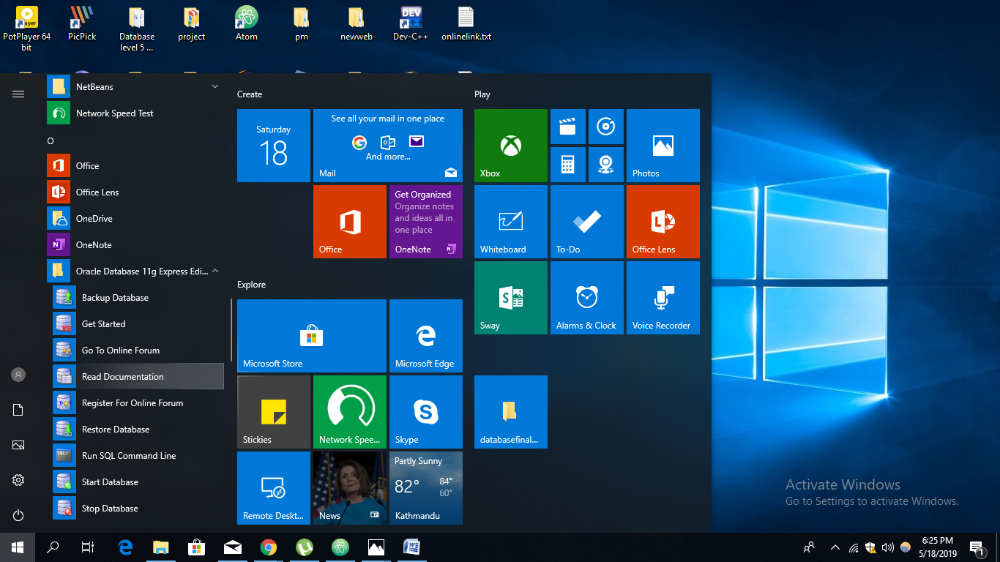 PotPlayer 64
bit
PicPick
Database
level 5 ...
project
Atom
pm
newweb
Dev-C++
onlinelink.txt
NetBeans
Network Speed Test
O
Office
Office Lens
OneDrive
OneNote
Oracle Database 11g Express Edi...
Backup Database
Get Started
Go To Online Forum
Read Documentation
Register For Online Forum
Restore Database
Run SQL Command Line
Start Database
Stop Database
Create
Saturday
18
See all your mail in one place
And more...
Mail
Office
Get Organized
Organize notes
and ideas all in
one place
OneNote
Explore
Microsoft Store
Microsoft Edge
Stickies
Network Spee...
Skype
Remote Deskt...
News
Partly Sunny
82°
84°
60°
Kathmandu
Play
Xbox
Photos
Whiteboard
To-Do
Office Lens
Sway
Alarms & Clock
Voice Recorder
databasefinal...
Activate Windows
Go to Settings to activate Windows.
6:25 PM
5/18/2019
1